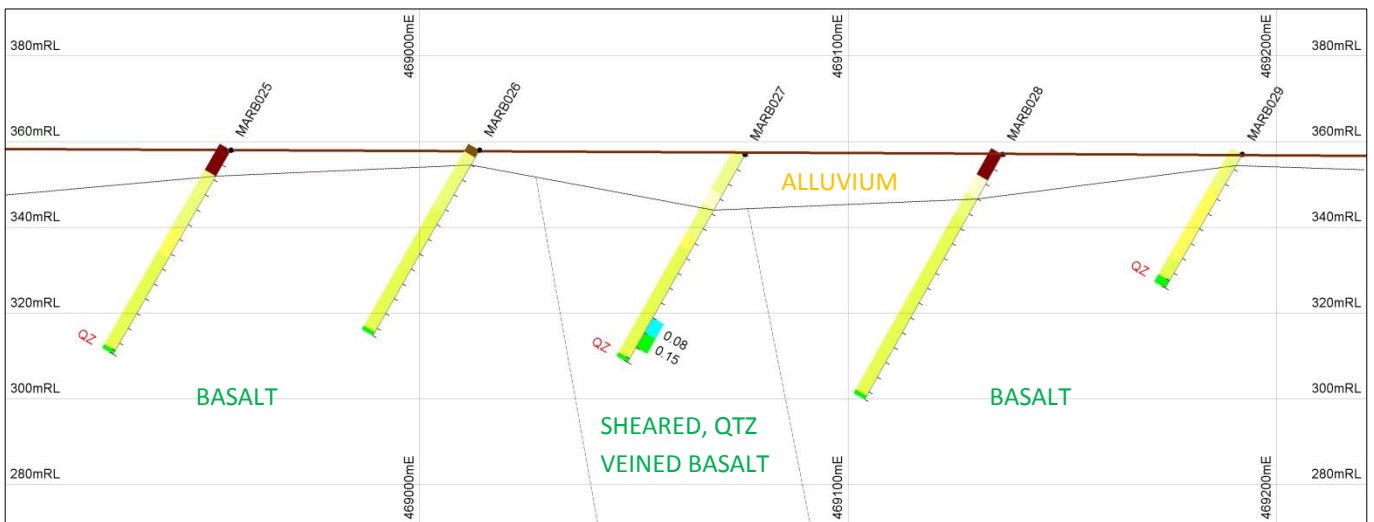 469000mE
469100mE
469200mE
380mRL
380mRL
MARB025
MARB026
MARB027
MARB028
MARB029
360mRL
360mRL
ALLUVIUM
340mRL
340mRL
QZ
320mRL
320mRL
QZ
0.08
QZ
0.15
300mRL
300mRL
BASALT
BASALT
SHEARED, QTZ
VEINED BASALT
280mRL
280mRL
469000mE
469100mE
469200mE